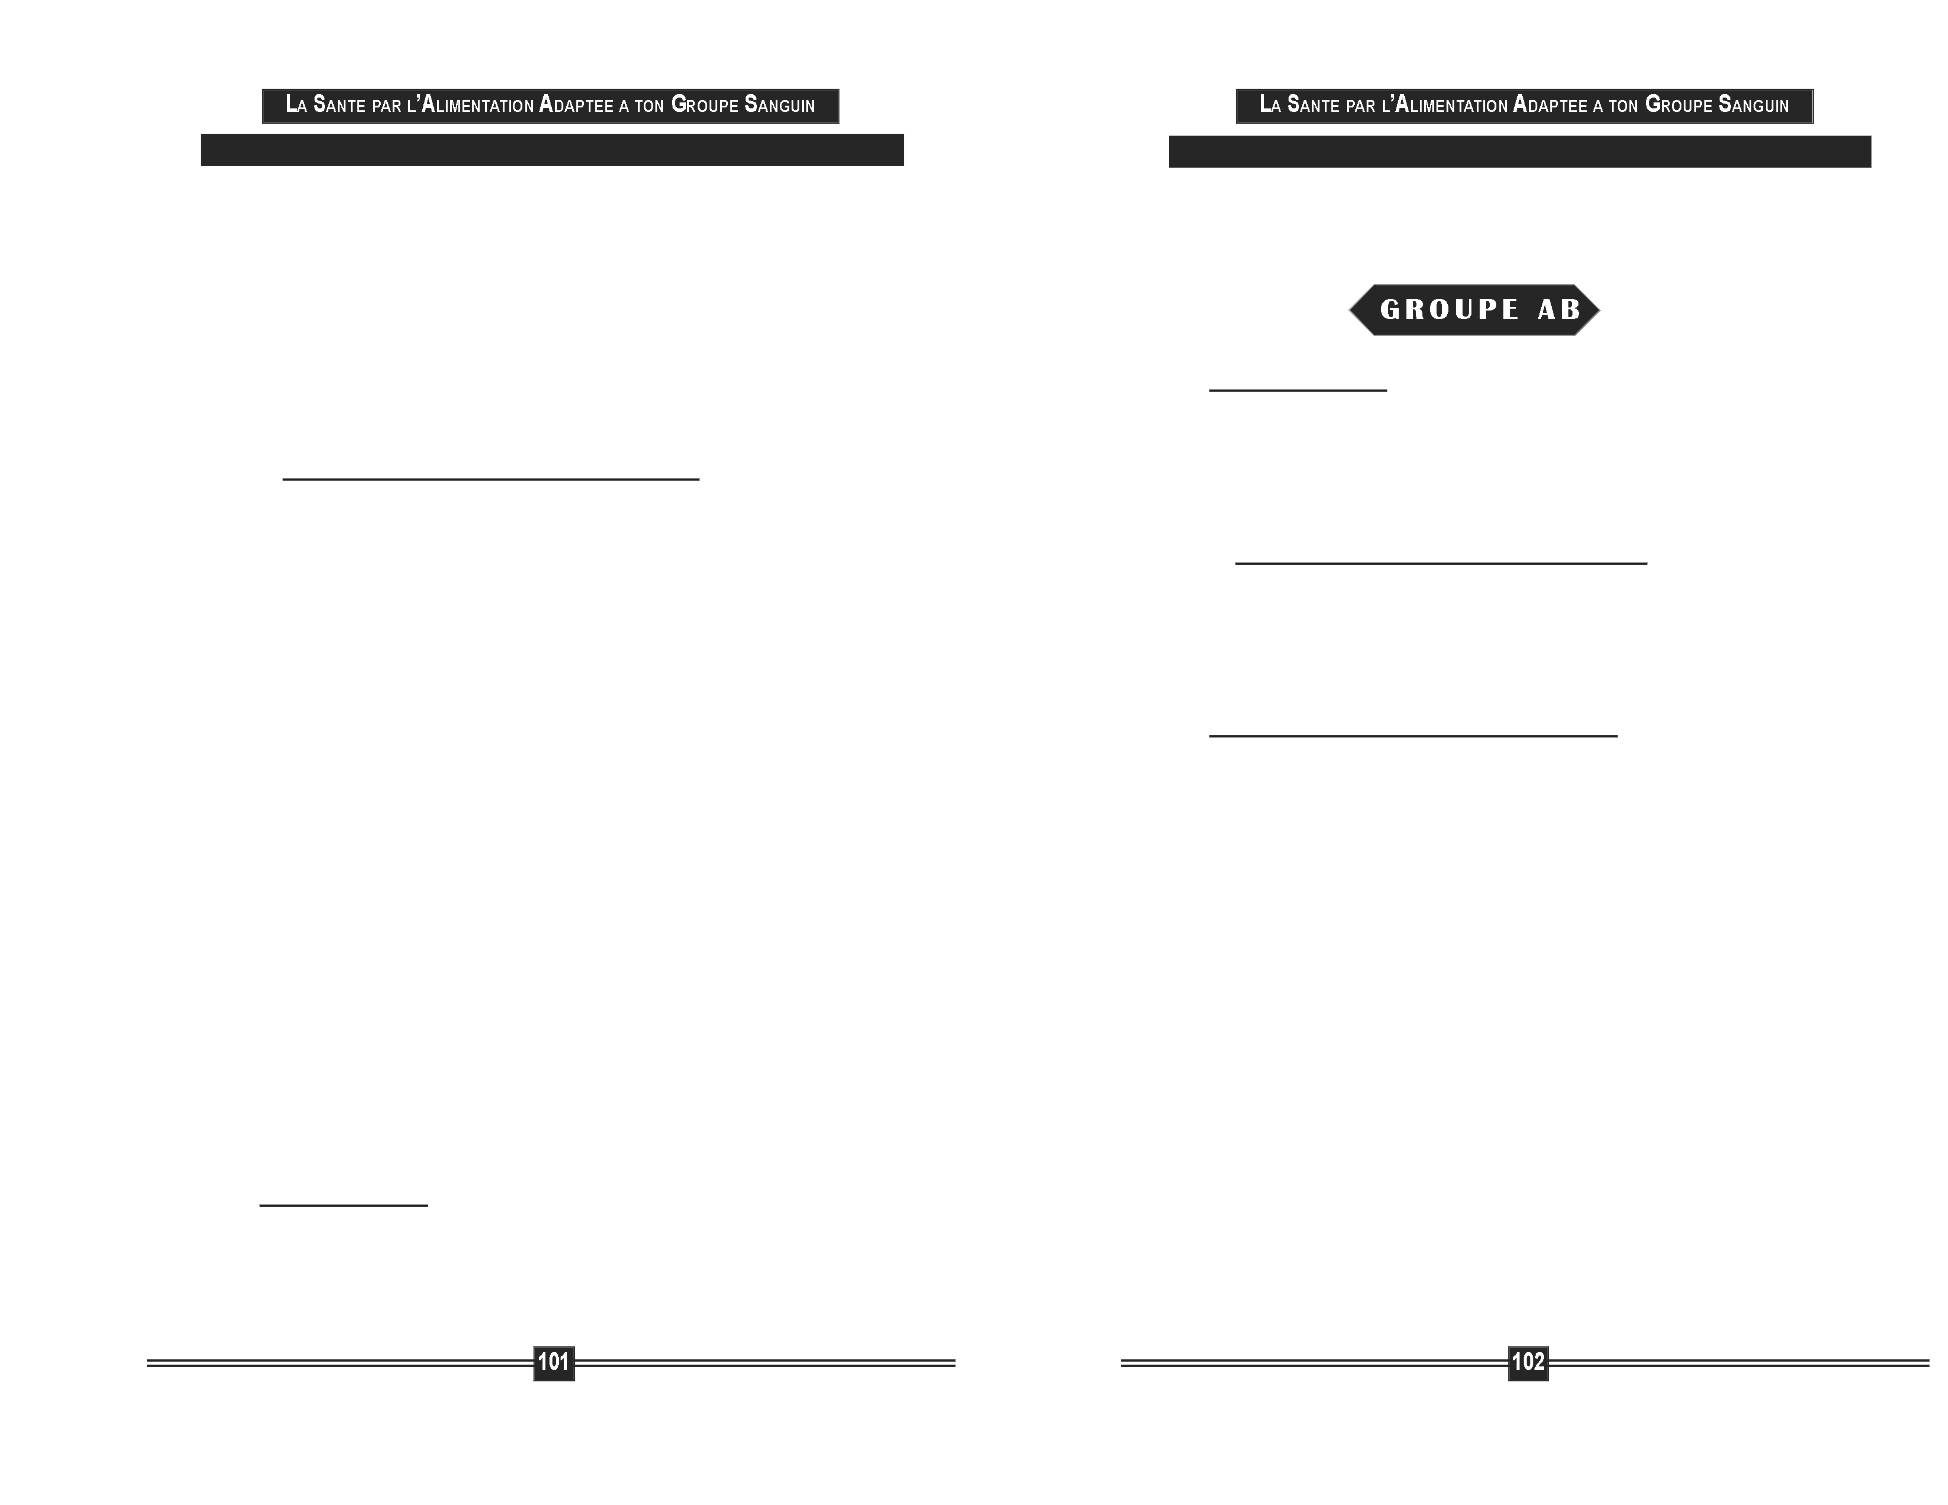 LA SANTE PAR L'ALIMENTATION ADAPTEE A TON GROUPE SANGUIN
101
LA SANTE PAR L'ALIMENTATION ADAPTEE A TON GROUPE SANGUIN
GROUPE AB
102